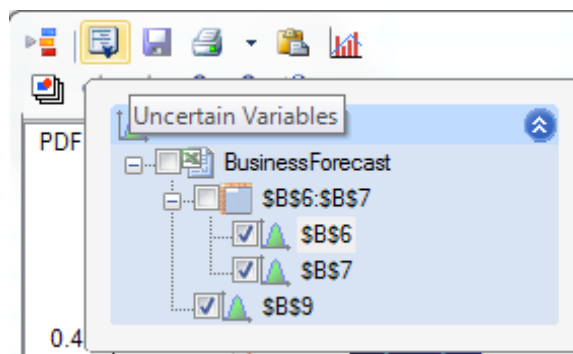 Uncertain Variables
PDF
BusinessForecast
$B$6:$B$7
$B$6
$B$7
$B$9
0.4